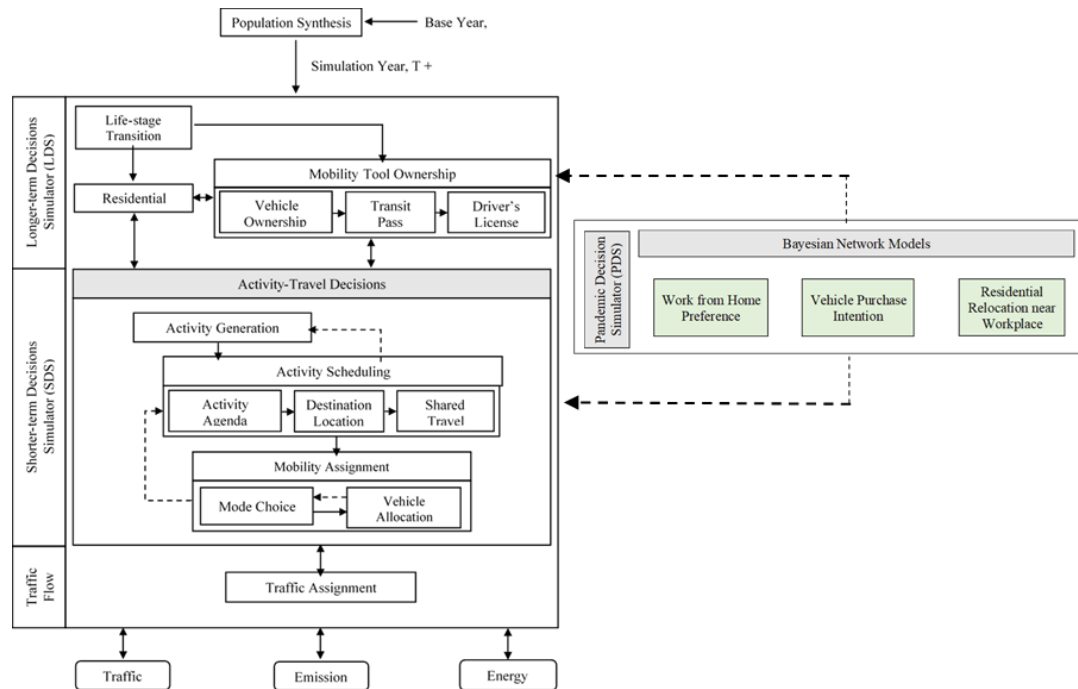 Population Synthesis
Base Year,
Simulation Year, T +
Longer-term Decisions
Simulator (LDS)
Life-stage
Transition
Residential
Mobility Tool Ownership
Vehicle
Ownership
Transit
Pass
Driver's
License
Shorter-term Decisions
Simulator (SDS)
Activity-Travel Decisions
Activity Generation
Activity Scheduling
Activity
Agenda
Destination
Location
Shared
Travel
Mobility Assignment
Mode Choice
Vehicle
Allocation
Traffic
Flow
Traffic Assignment
Traffic
Emission
Energy
Pandemic Decision
Simulator (PDS)
Bayesian Network Models
Work from Home
Preference
Vehicle Purchase
Intention
Residential
Relocation near
Workplace